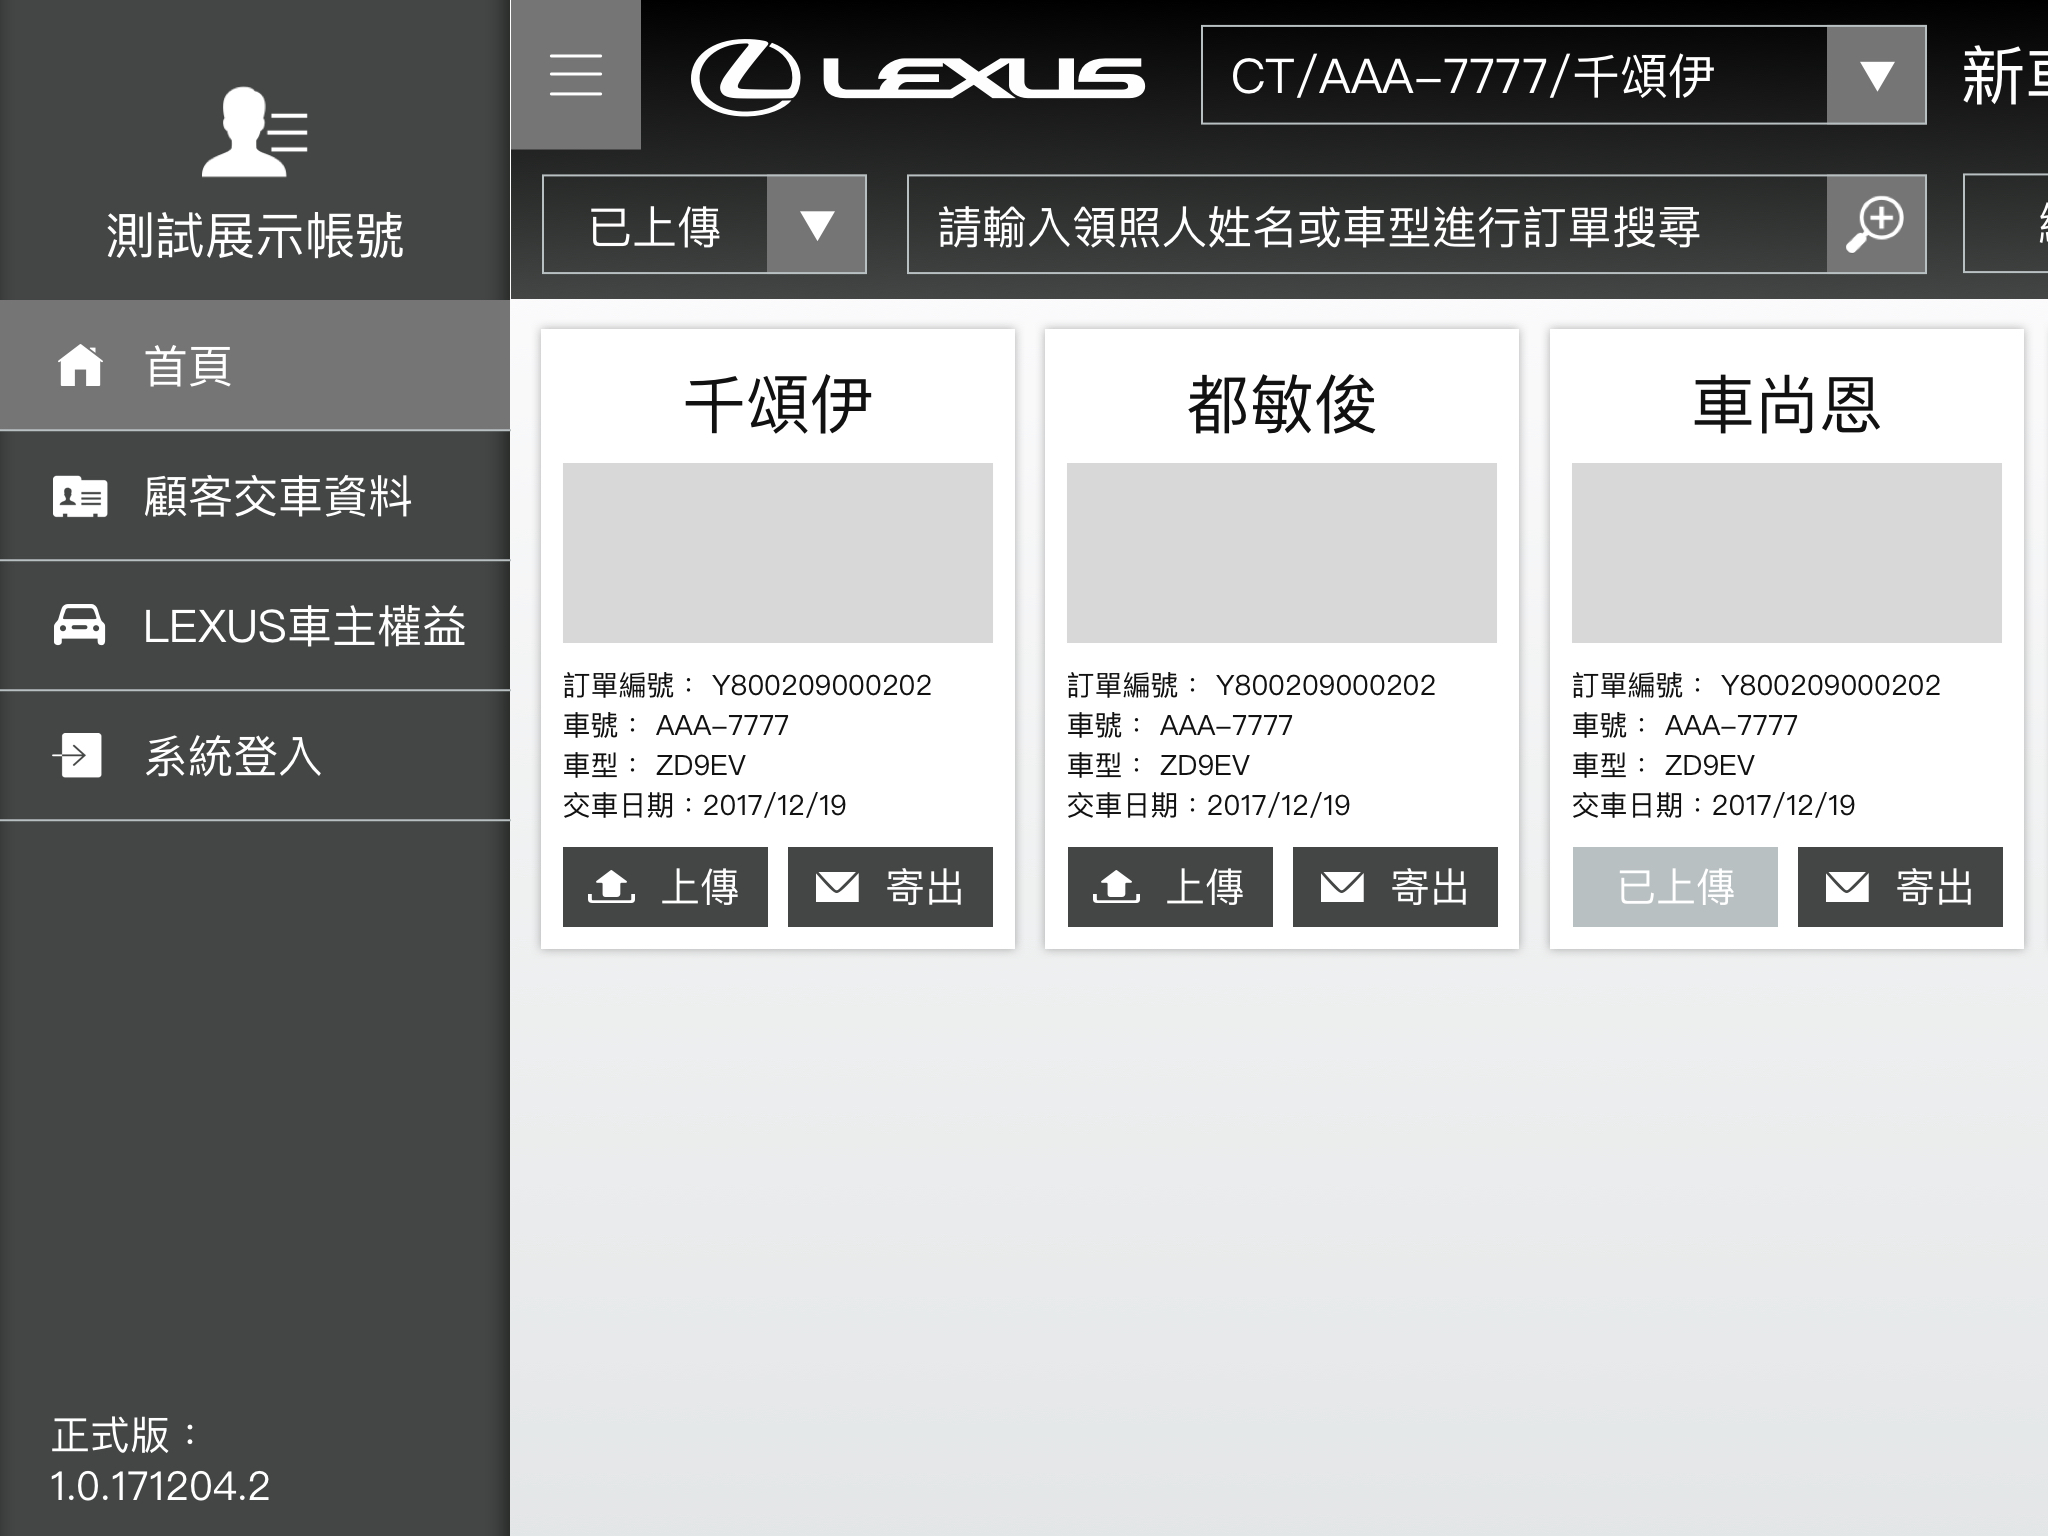 測試展示帳號
首頁
顧客交車資料
LEXUS車主權益
系統登入
正式版：
1.0.171204.2
LEXUS
CT/AAA-7777/千頌伊
新
已上傳
請輸入領照人姓名或車型進行訂單搜尋
千頌伊
訂單編號： Y800209000202
車號： AAA-7777
車型： ZD9EV
交車日期：2017/12/19
上傳
寄出
都敏俊
訂單編號： Y800209000202
車號： AAA-7777
車型： ZD9EV
交車日期：2017/12/19
上傳
寄出
車尚恩
訂單編號： Y800209000202
車號： AAA-7777
車型： ZD9EV
交車日期：2017/12/19
已上傳
寄出